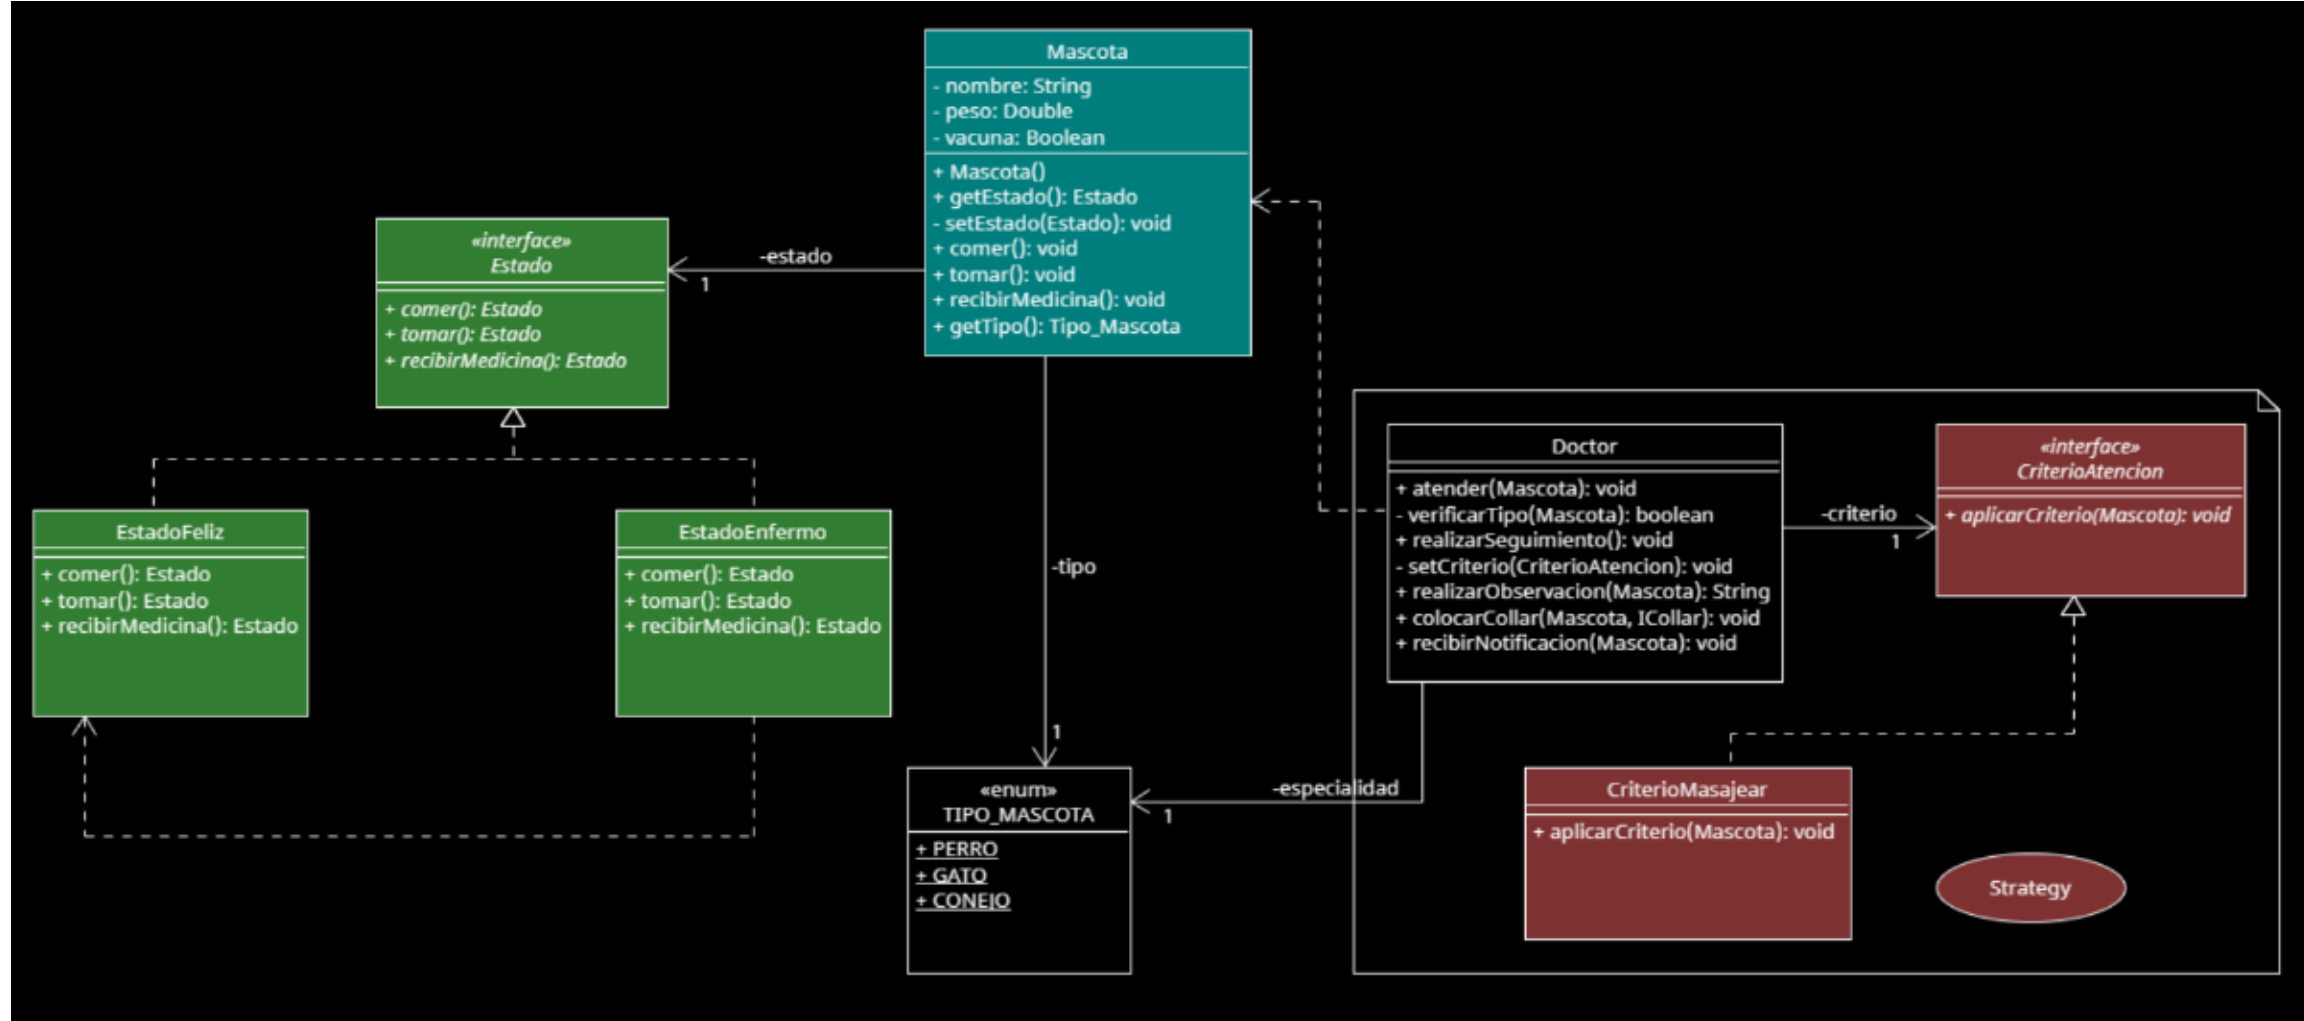 Mascota
- nombre: String
- peso: Double
- vacuna: Boolean
+ Mascota()
+ getEstado(): Estado
- setEstado(Estado): void
+ comer(): void
+ tomar(): void
+ recibirMedicina(): void
+ getTipo(): Tipo_Mascota
-estado
1
«interface»
Estado
+ comer(): Estado
+ tomar(): Estado
+ recibirMedicina(): Estado
EstadoFeliz
+ comer(): Estado
+ tomar(): Estado
+ recibirMedicina(): Estado
EstadoEnfermo
+ comer(): Estado
+ tomar(): Estado
+ recibirMedicina(): Estado
-tipo
1
«enum»
TIPO_MASCOTA
+ PERRO
+ GATO
+ CONEJO
-especialidad
1
Doctor
+ atender(Mascota): void
- verificarTipo(Mascota): boolean
+ realizarSeguimiento(): void
- setCriterio(CriterioAtencion): void
+ realizarObservacion(Mascota): String
+ colocarCollar(Mascota, ICollar): void
+ recibirNotificacion(Mascota): void
-criterio
1
«interface»
CriterioAtencion
+ aplicarCriterio(Mascota): void
CriterioMasajear
+ aplicarCriterio(Mascota): void
Strategy